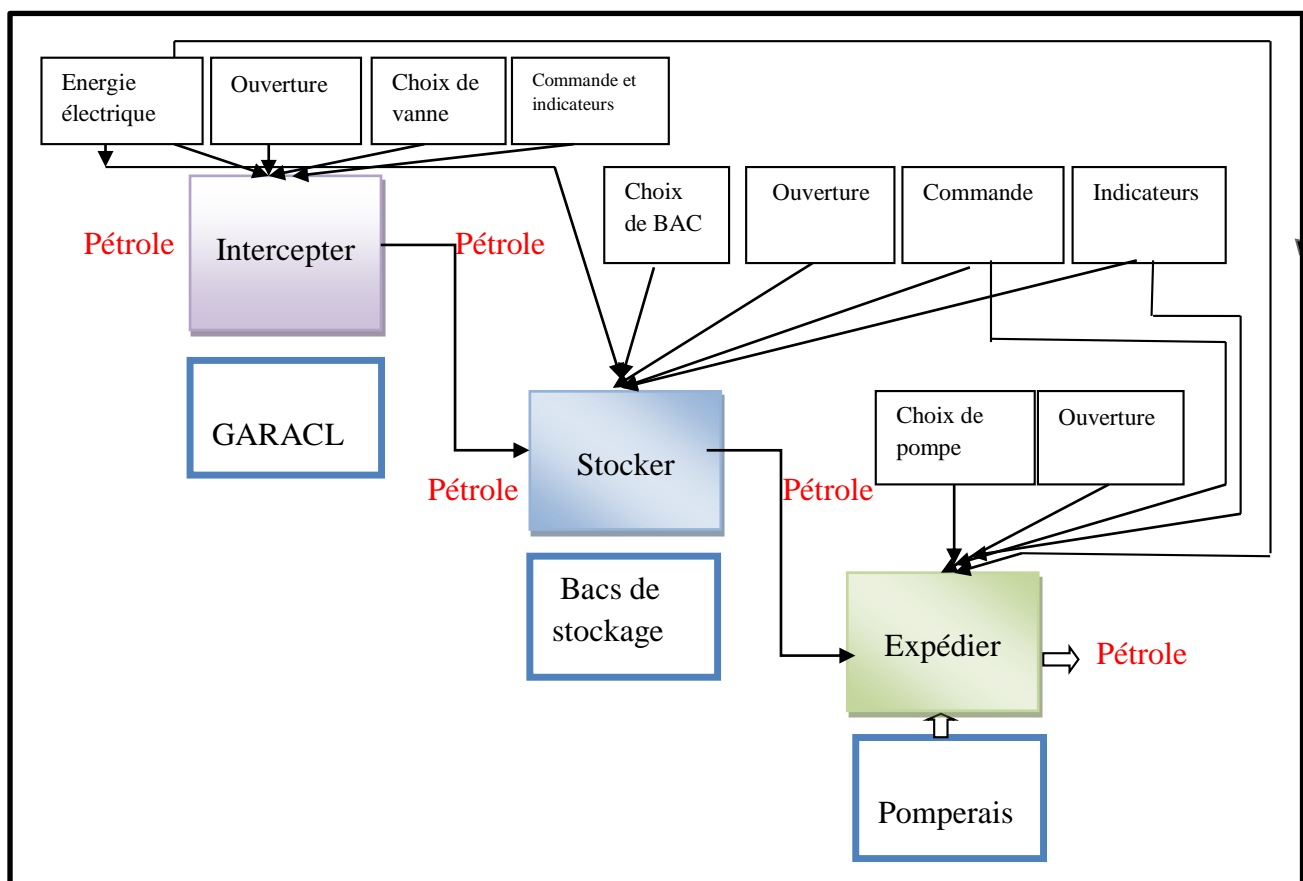 Energie
électrique
Ouverture
Choix de
vanne
Commande et
indicateurs
Choix
de BAC
Ouverture
Commande
Indicateurs
Pétrole
Intercepter
Pétrole
GARACL
Choix de
pompe
Ouverture
Pétrole
Stocker
Pétrole
Bacs de
stockage
Expédier
Pétrole
Pomperais